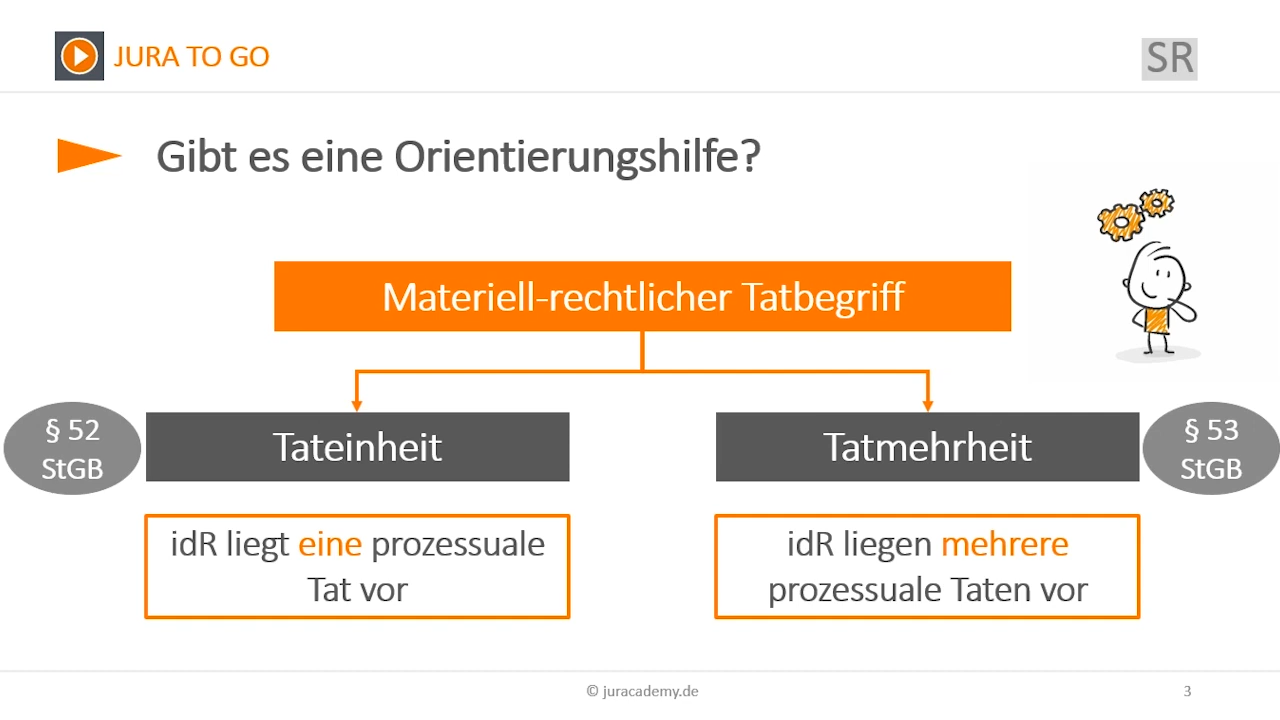 JURA TO GO
SR
Gibt es eine Orientierungshilfe?
Materiell-rechtlicher Tatbegriff
§ 52
StGB
Tateinheit
Tatmehrheit
§ 53
StGB
idR liegt eine prozessuale
Tat vor
idR liegen mehrere
prozessuale Taten vor
© juracademy.de
3